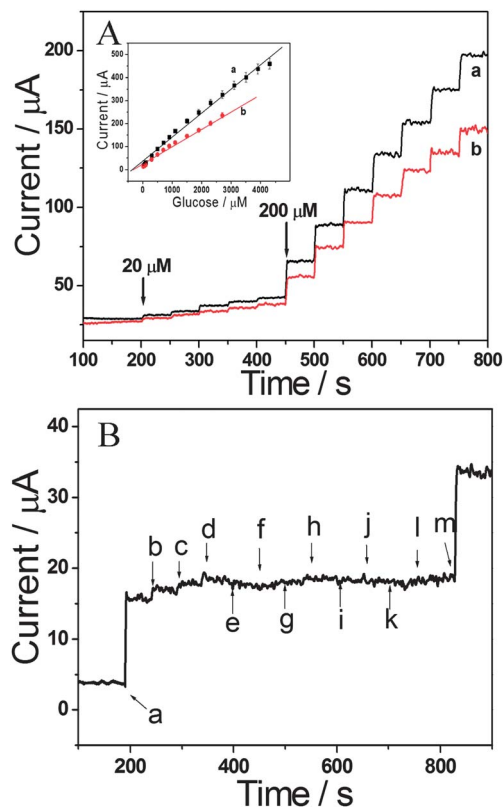 A
200
150
100
50
Current / μA
500
400
300
200
100
0
Current / μA
a
b
0 1000 2000 3000 4000
Glucose / μM
a
b
20 μM
200 μM
100 200 300 400 500 600 700 800
Time / s
B
40
30
20
10
0
Current / μA
a
b
c
d
e
f
g
h
i
j
k
l
m
200 400 600 800
Time / s